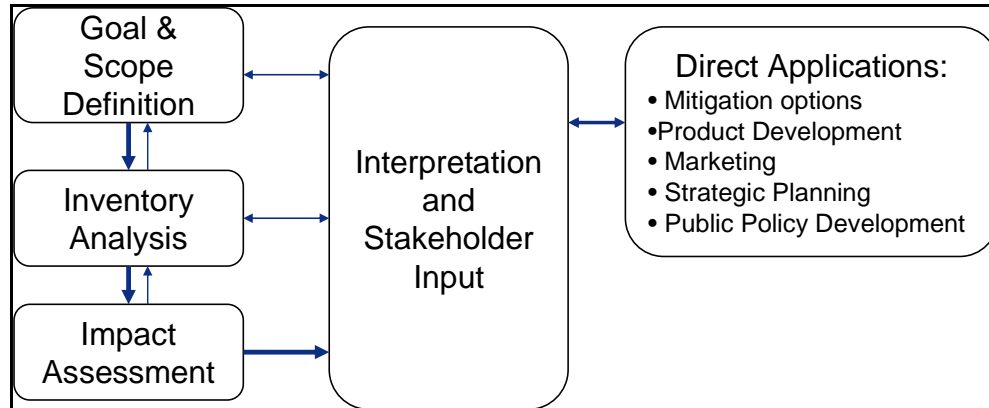 Goal &
Scope
Definition
Inventory
Analysis
Impact
Assessment
Interpretation
and
Stakeholder
Input
Direct Applications:
• Mitigation options
•Product Development
• Marketing
• Strategic Planning
• Public Policy Development